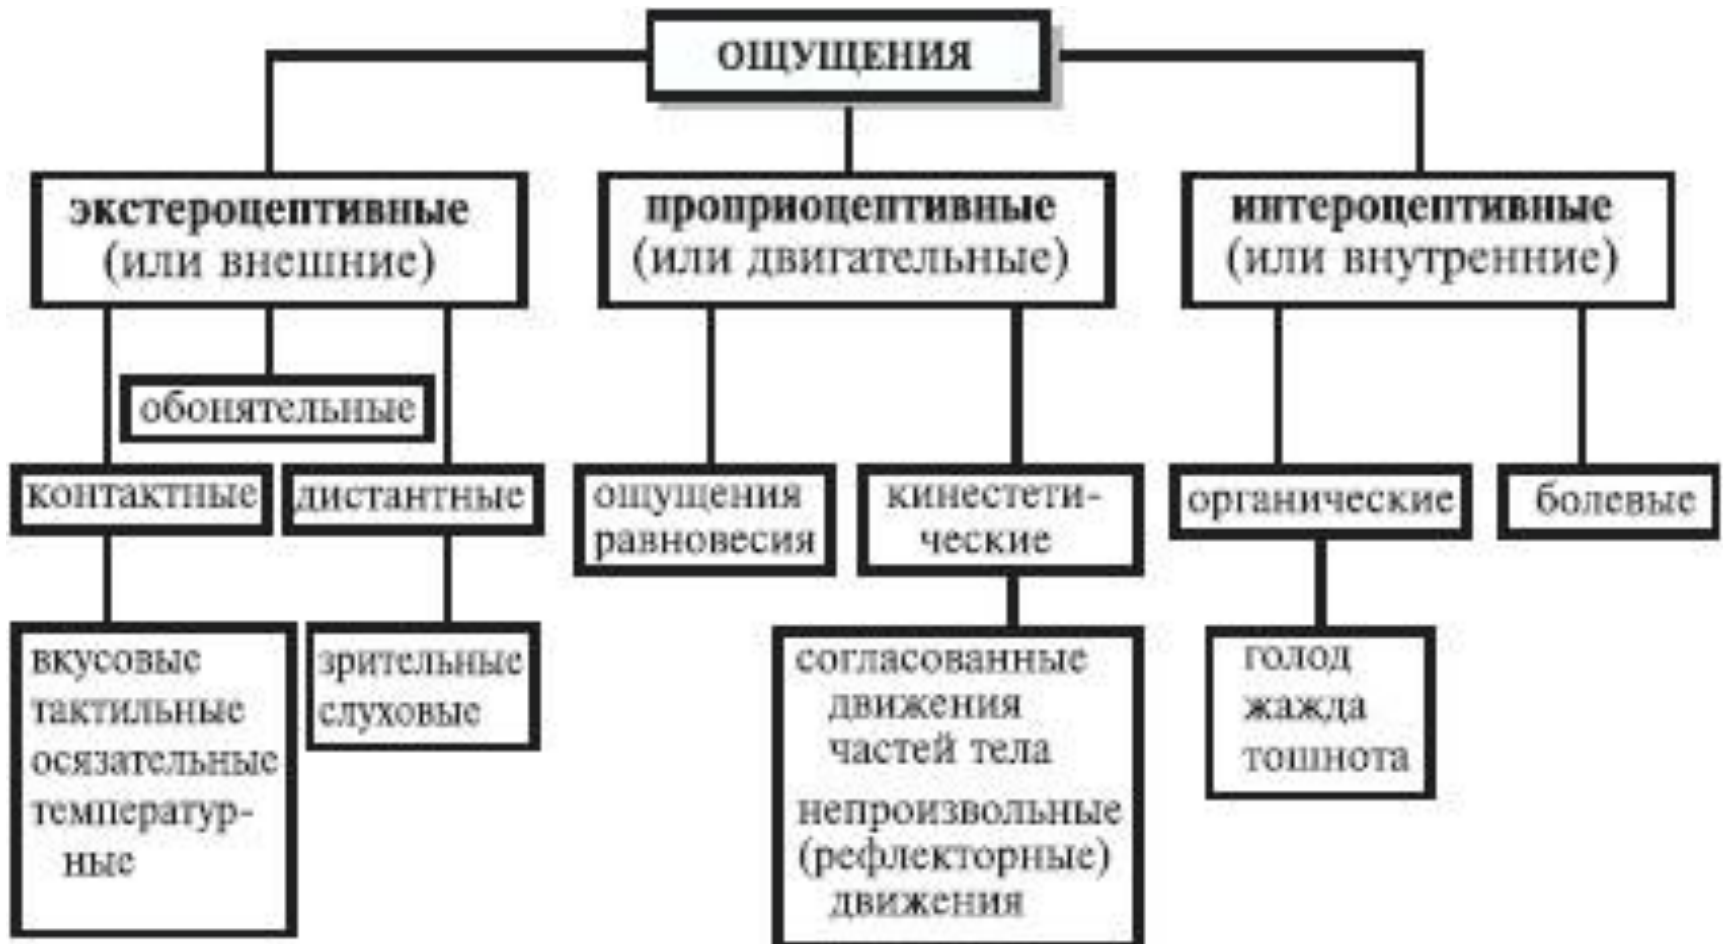 ОЩУЩЕНИЯ
экстероцептивные
(или внешние)
проприоцептивные
(или двигательные)
интероцептивные
(или внутренние)
обонятельные
контактные
дистантные
ощущения
равновесия
кинестети-
ческие
органические
болевые
вкусовые
тактильные
осязательные
температур-
ные
зрительные
слуховые
согласованные
движения
частей тела
непроизвольные
(рефлекторные)
движения
голод
жажда
тошнота